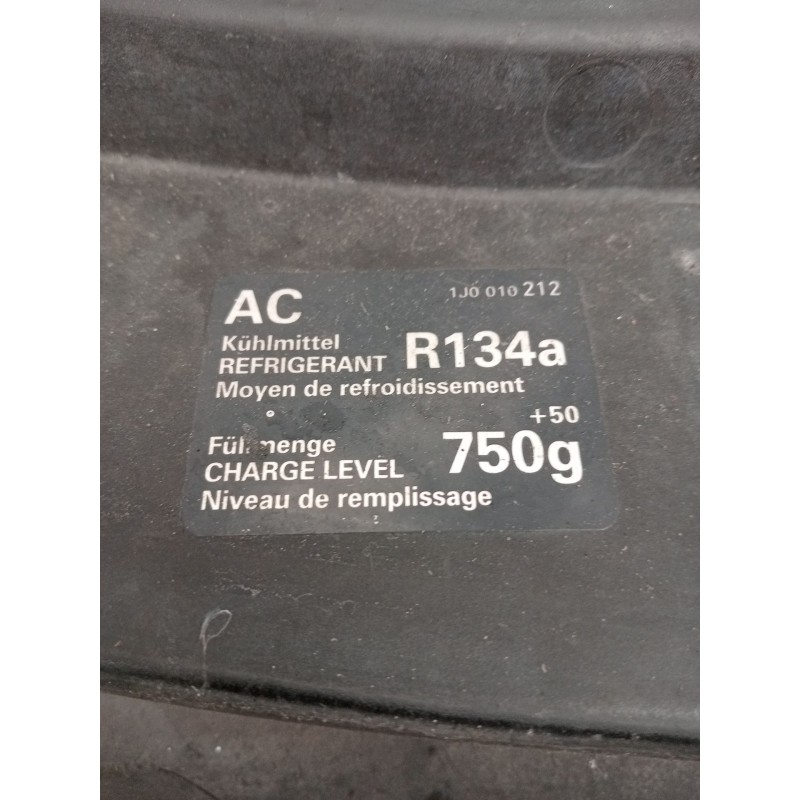 AC 1J0 010 212
Kühlmittel
REFRIGERANT R134a
Moyen de refroidissement
+50
Füllmenge
CHARGE LEVEL 750g
Niveau de remplissage